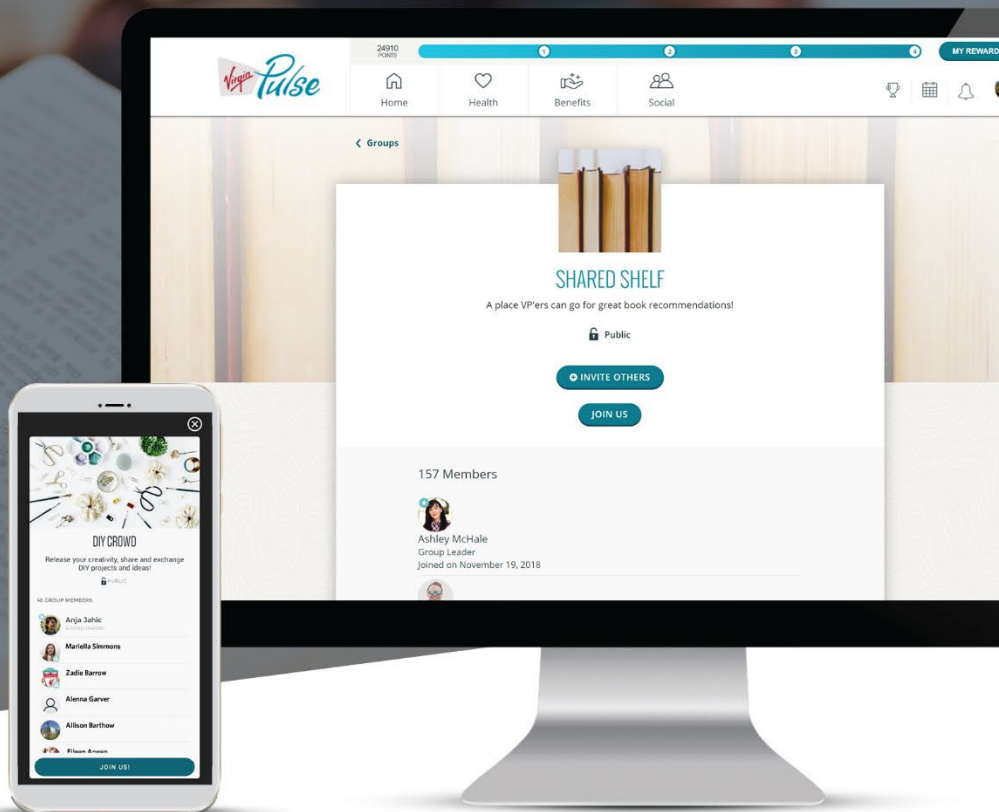 Virgin Pulse
24910
POINTS
1
2
3
4
MY REWARD
Home
Health
Benefits
Social
Groups
SHARED SHELF
A place VP'ers can go for great book recommendations!
Public
INVITE OTHERS
JOIN US
157 Members
Ashley McHale
Group Leader
Joined on November 19, 2018
DIY CROWD
Release your creativity, share and exchange
DIY projects and ideas!
PUBLIC
GROUP MEMBERS
Anja Jahic
Group leader
Mariella Simmons
Zadie Barrow
Alenna Garver
Allison Barthow
JOIN US!